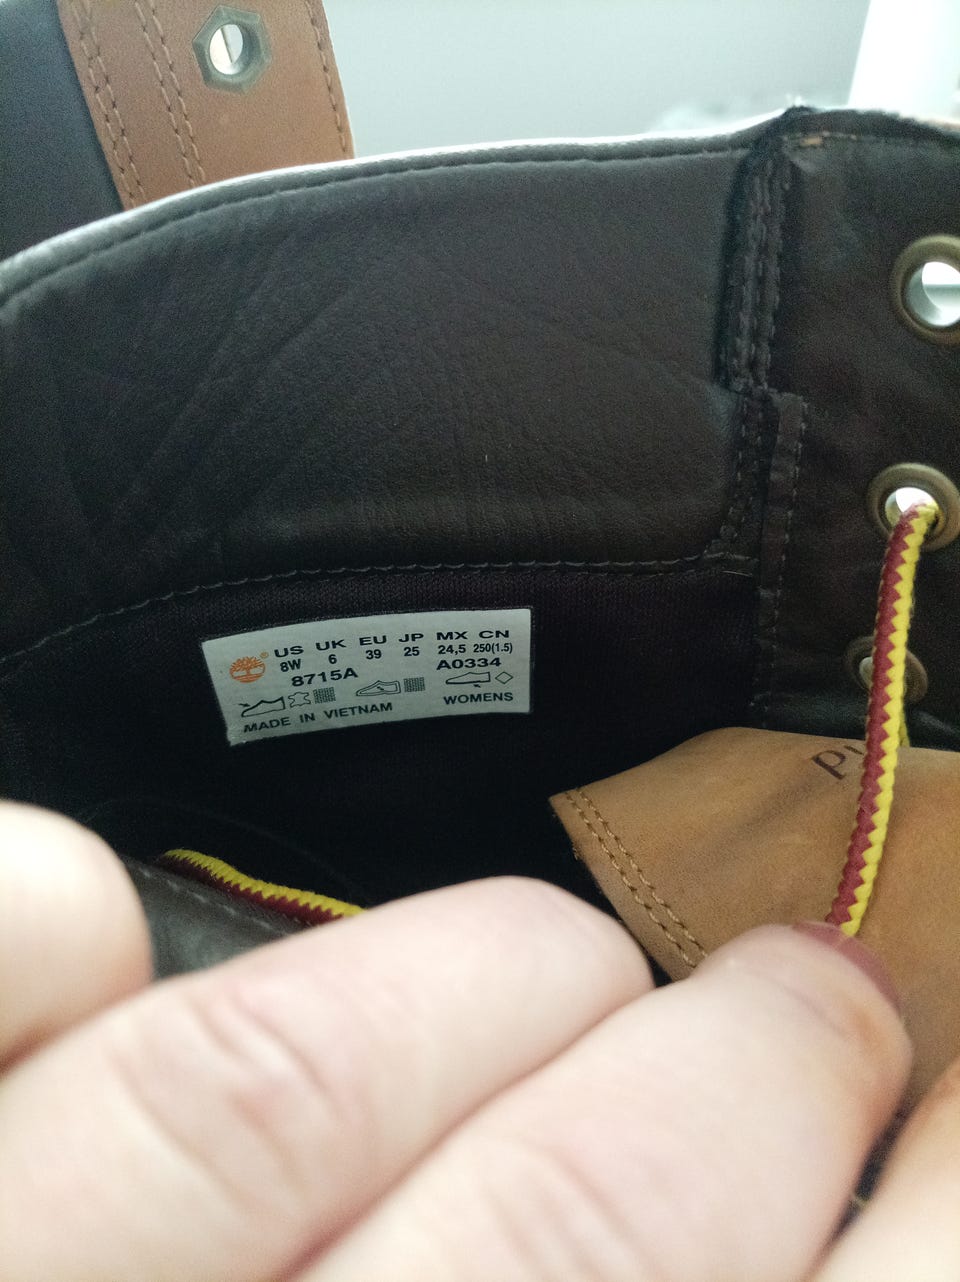 US UK EU JP MX CN
8W 6 39 25 24,5 250(1.5)
8715A A0334
MADE IN VIETNAM WOMENS